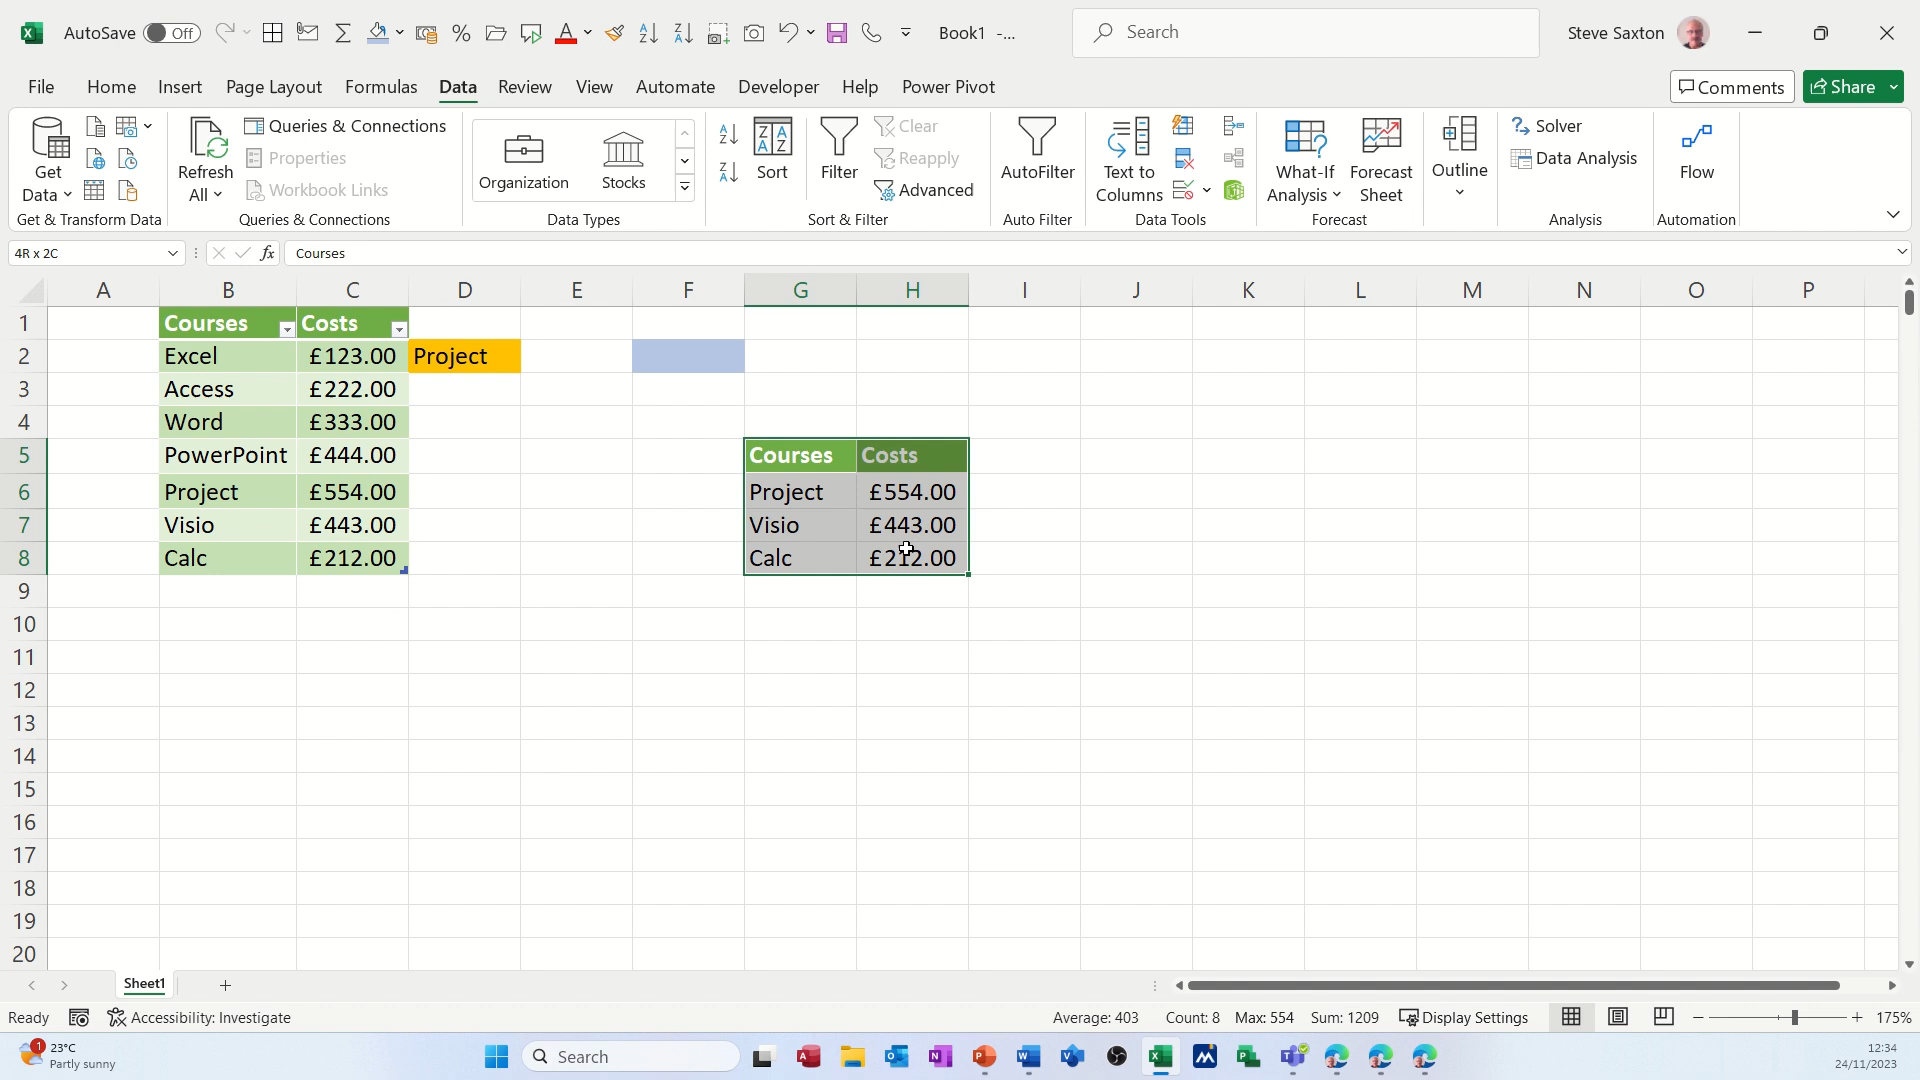 AutoSave Off Book1 -... Search Steve Saxton
File Home Insert Page Layout Formulas Data Review View Automate Developer Help Power Pivot Comments Share
Get Data
Get & Transform Data
Refresh All
Queries & Connections
Properties
Workbook Links
Queries & Connections
Organization Stocks
Data Types
Sort
Filter
Clear
Reapply
Advanced
Sort & Filter
AutoFilter
Auto Filter
Text to Columns
Data Tools
What-If Analysis
Forecast Sheet
Forecast
Outline
Solver
Data Analysis
Analysis
Flow
Automation
4R x 2C fx Courses
A B C D E F G H I J K L M N O P
1 Courses Costs
2 Excel £123.00 Project
3 Access £222.00
4 Word £333.00
5 PowerPoint £444.00 Courses Costs
6 Project £554.00 Project £554.00
7 Visio £443.00 Visio £443.00
8 Calc £212.00 Calc £212.00
9
10
11
12
13
14
15
16
17
18
19
20
Sheet1
Ready Accessibility: Investigate Average: 403 Count: 8 Max: 554 Sum: 1209 Display Settings 175%
1 23°C
Partly sunny
Search
12:34
24/11/2023